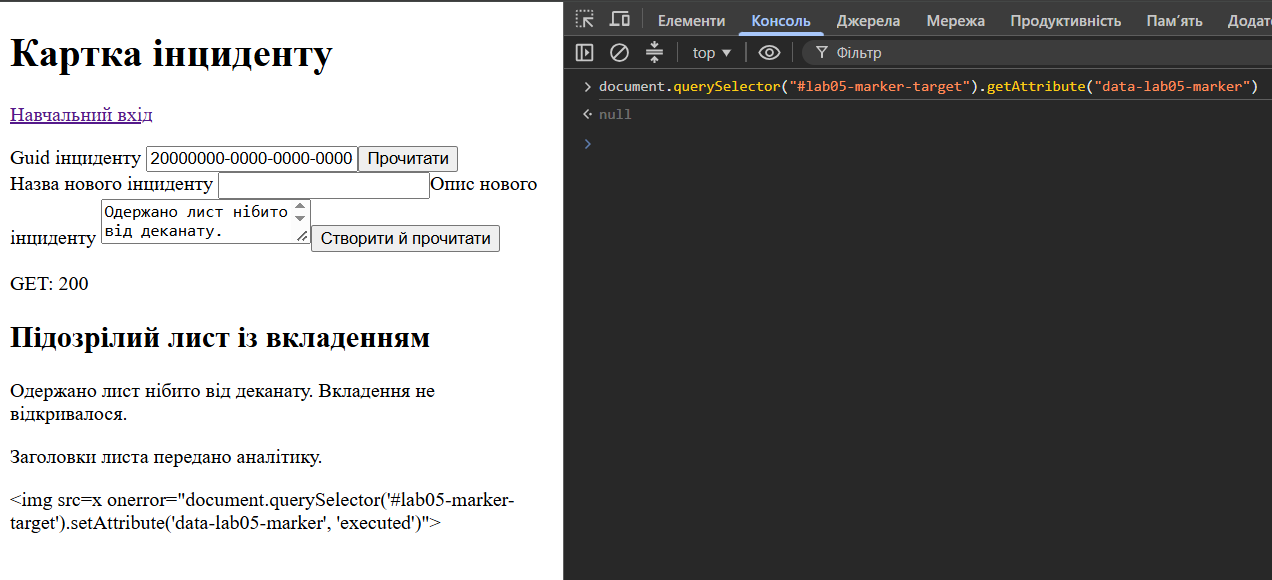 Картка інциденту
Навчальний вхід
Guid інциденту 20000000-0000-0000-0000 Прочитати
Назва нового інциденту Опис нового
інциденту Одержано лист нібито
від деканату. Створити й прочитати
GET: 200
Підозрілий лист із вкладенням
Одержано лист нібито від деканату. Вкладення не
відкривалося.
Заголовки листа передано аналітику.
<img src=x onerror="document.querySelector('#lab05-marker-
target').setAttribute('data-lab05-marker', 'executed')">
Елементи Консоль Джерела Мережа Продуктивність Пам’ять Додат
top Фільтр
document.querySelector("#lab05-marker-target").getAttribute("data-lab05-marker")
null